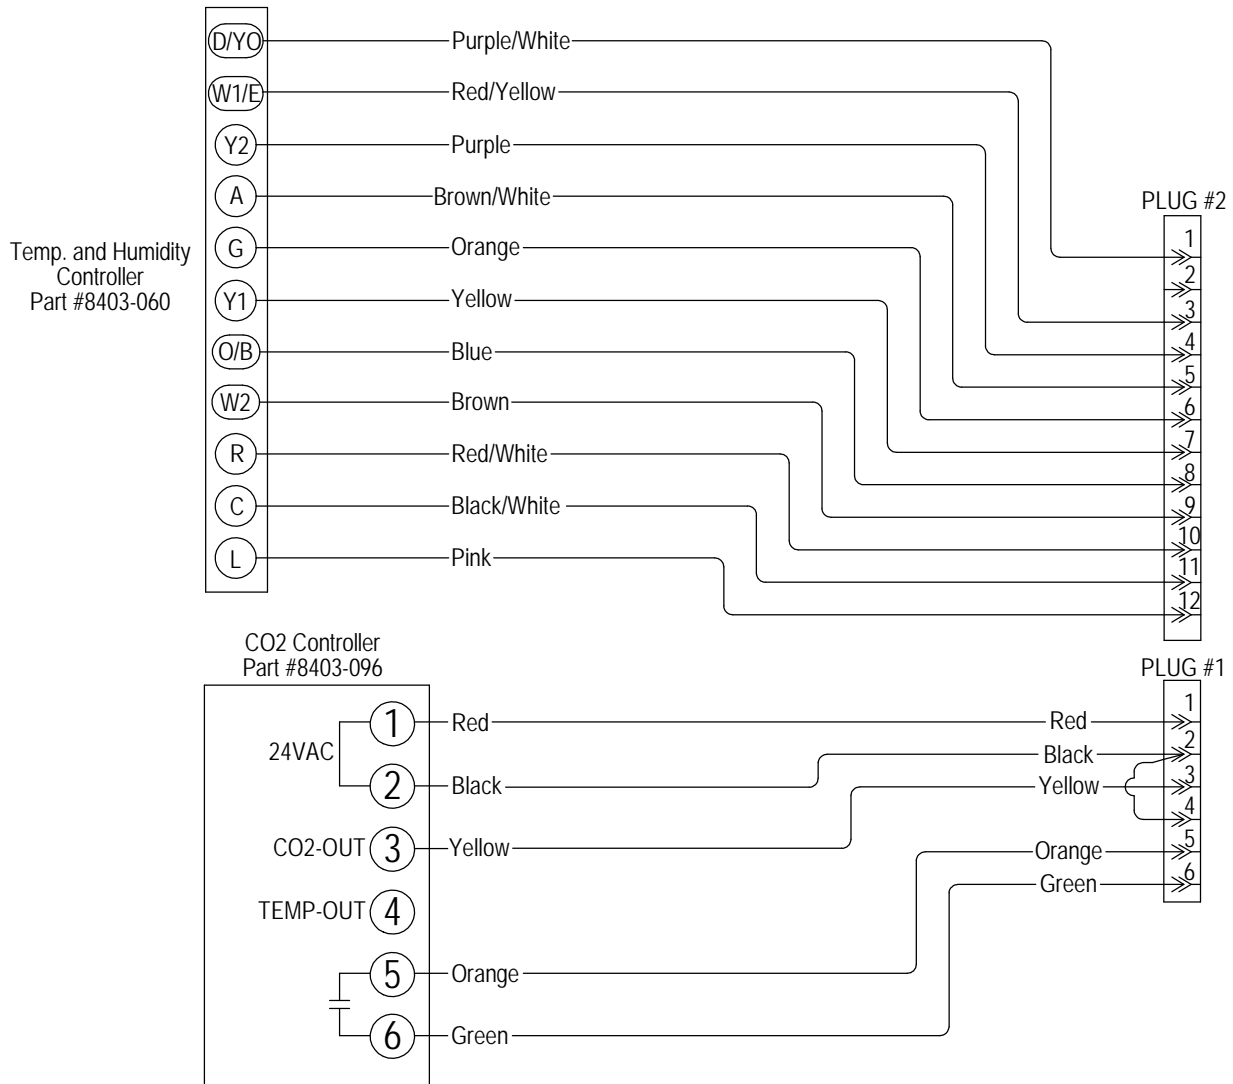 D/YO Purple/White
W1/E Red/Yellow
Y2 Purple
A Brown/White
G Orange
Y1 Yellow
O/B Blue
W2 Brown
R Red/White
C Black/White
L Pink
Temp. and Humidity
Controller
Part #8403-060
PLUG #2
1
2
3
4
5
6
7
8
9
10
11
12
CO2 Controller
Part #8403-096
24VAC
1 Red
2 Black
CO2-OUT 3 Yellow
TEMP-OUT 4
5 Orange
6 Green
PLUG #1
1
Red
2
Black
3
Yellow
4
5
Orange
6
Green